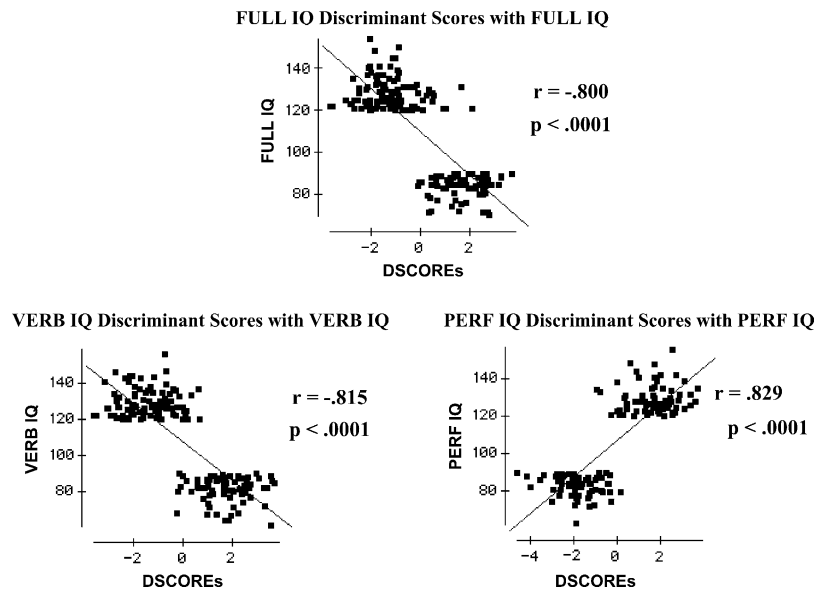 FULL IQ Discriminant Scores with FULL IQ
140
120
100
80
FULL IQ
r = -.800
p < .0001
-2 0 2
DSCOREs
VERB IQ Discriminant Scores with VERB IQ
140
120
100
80
VERB IQ
r = -.815
p < .0001
-2 0 2
DSCOREs
PERF IQ Discriminant Scores with PERF IQ
140
120
100
80
PERF IQ
r = .829
p < .0001
-4 -2 0 2
DSCOREs